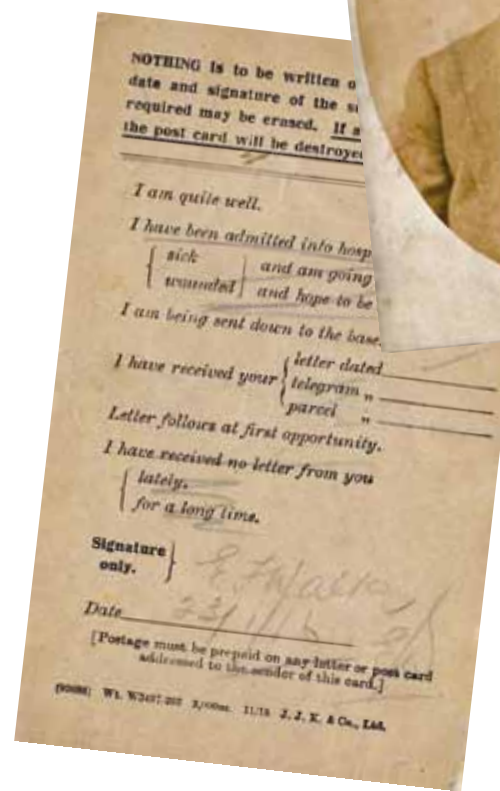 NOTHING is to be written o
date and signature of the s
required may be erased. If a
the post card will be destroye
I am quite well.
I have been admitted into hosp
sick
and am going
wounded
and hope to be
I am being sent down to the base.
letter dated
I have received your
telegram „
parcel „
Letter follows at first opportunity.
I have received no letter from you
lately.
for a long time.
Signature
only.
Date
[Postage must be prepaid on any letter or post card
addressed to the sender of this card.]
Wt. W3497-293 11/15 J. J. K. & Co., Ltd.